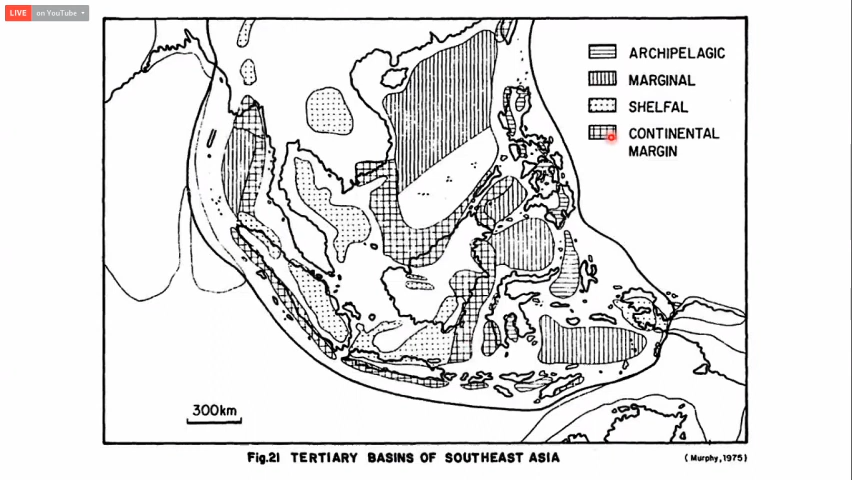 LIVE on YouTube
ARCHIPELAGIC
MARGINAL
SHELFAL
CONTINENTAL
MARGIN
300km
Fig.21 TERTIARY BASINS OF SOUTHEAST ASIA
(Murphy,1975)